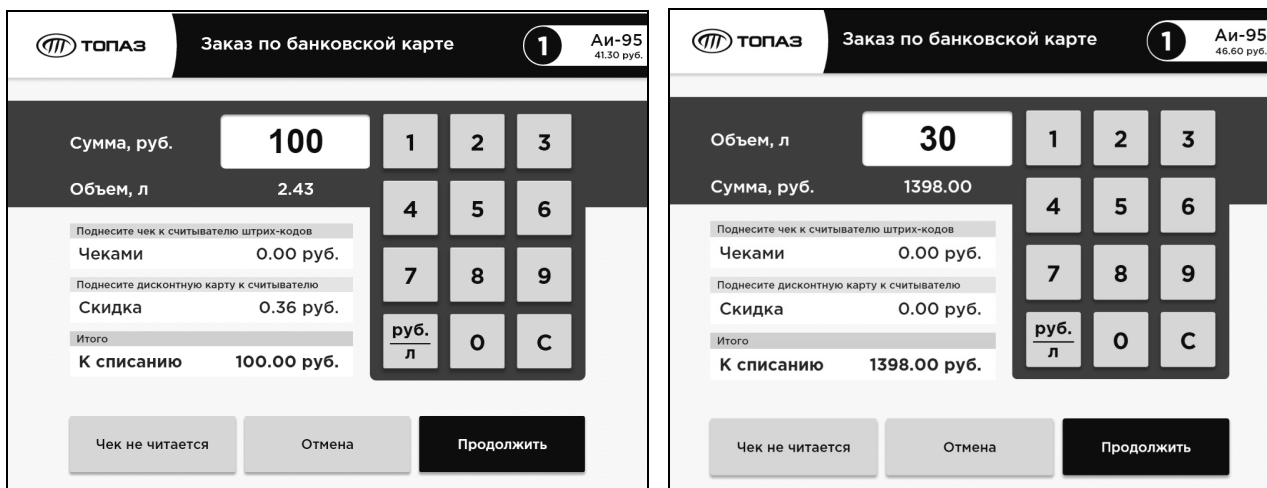 ТОПАЗ
Заказ по банковской карте
1
Аи-95
41.30 руб.
Сумма, руб.
100
Объем, л
2.43
Поднесите чек к считывателю штрих-кодов
Чеками
0.00 руб.
Поднесите дисконтную карту к считывателю
Скидка
0.36 руб.
Итого
К списанию
100.00 руб.
1 2 3
4 5 6
7 8 9
руб.
л
0 C
Чек не читается
Отмена
Продолжить
ТОПАЗ
Заказ по банковской карте
1
Аи-95
46.60 руб.
Объем, л
30
Сумма, руб.
1398.00
Поднесите чек к считывателю штрих-кодов
Чеками
0.00 руб.
Поднесите дисконтную карту к считывателю
Скидка
0.00 руб.
Итого
К списанию
1398.00 руб.
1 2 3
4 5 6
7 8 9
руб.
л
0 C
Чек не читается
Отмена
Продолжить